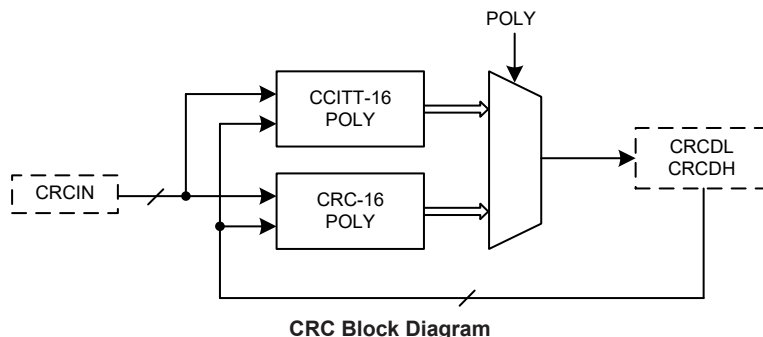 POLY
CCITT-16
POLY
CRCDL
CRCDH
CRCIN
CRC-16
POLY
CRC Block Diagram